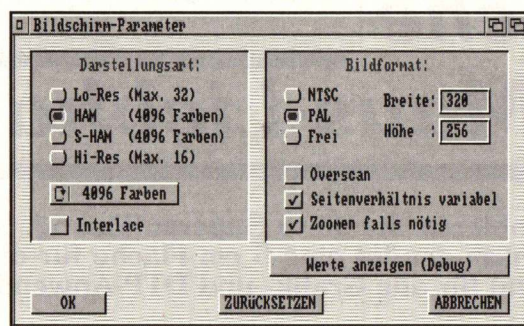 Bildschirm-Parameter
Darstellungsart:
Lo-Res (Max. 32)
HAM (4096 Farben)
S-HAM (4096 Farben)
Hi-Res (Max. 16)
4096 Farben
Interlace
Bildformat:
NTSC
PAL
Frei
Breite: 320
Höhe : 256
Overscan
Seitenverhältnis variabel
Zoomen falls nötig
Werte anzeigen (Debug)
OK
ZURÜCKSETZEN
ABBRECHEN